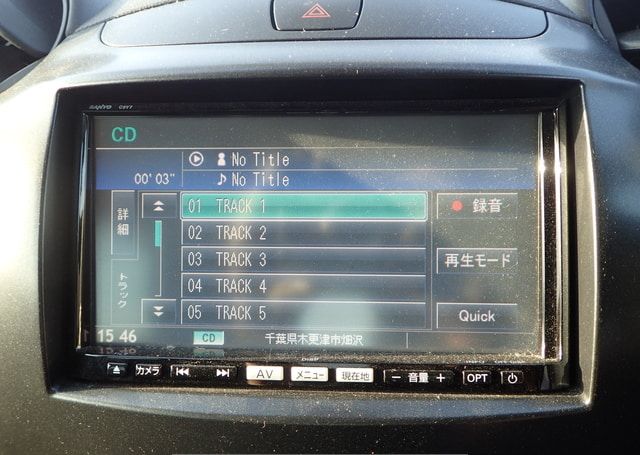 SANYO
CD
No Title
00'03" No Title
01 TRACK 1
02 TRACK 2
03 TRACK 3
04 TRACK 4
05 TRACK 5
詳細
トラック
録音
再生モード
Quick
15 46 CD 千葉県木更津市畑沢
カメラ AV メニュー 現在地 − 音量 + OPT